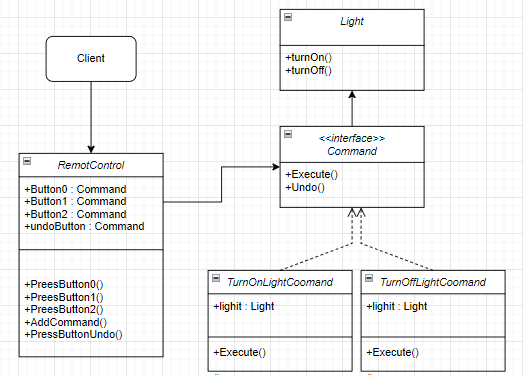 Light
+turnOn()
+turnOff()
Client
<<interface>>
Command
+Execute()
+Undo()
RemotControl
+Button0 : Command
+Button1 : Command
+Button2 : Command
+undoButton : Command
+PreesButton0()
+PreesButton1()
+PreesButton2()
+AddCommand()
+PressButtonUndo()
TurnOnLightCoomand
+lighit : Light
+Execute()
TurnOffLightCoomand
+lighit : Light
+Execute()